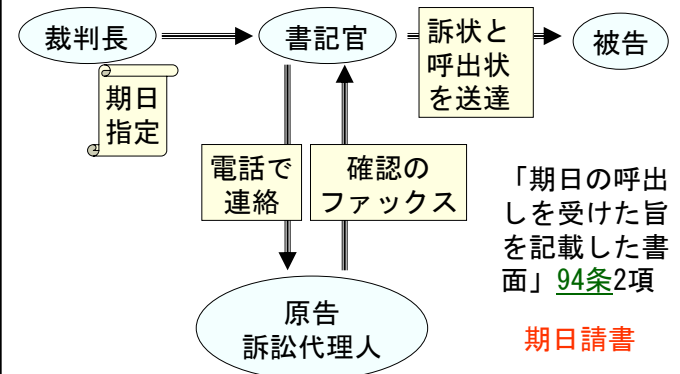 裁判長
書記官
訴状と
呼出状
を送達
被告
期日
指定
電話で
連絡
確認の
ファックス
「期日の呼出
しを受けた旨
を記載した書
面」94条2項
原告
訴訟代理人
期日請書